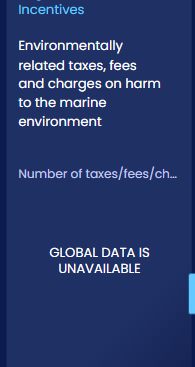 Incentives
Environmentally
related taxes, fees
and charges on harm
to the marine
environment
Number of taxes/fees/ch...
GLOBAL DATA IS
UNAVAILABLE